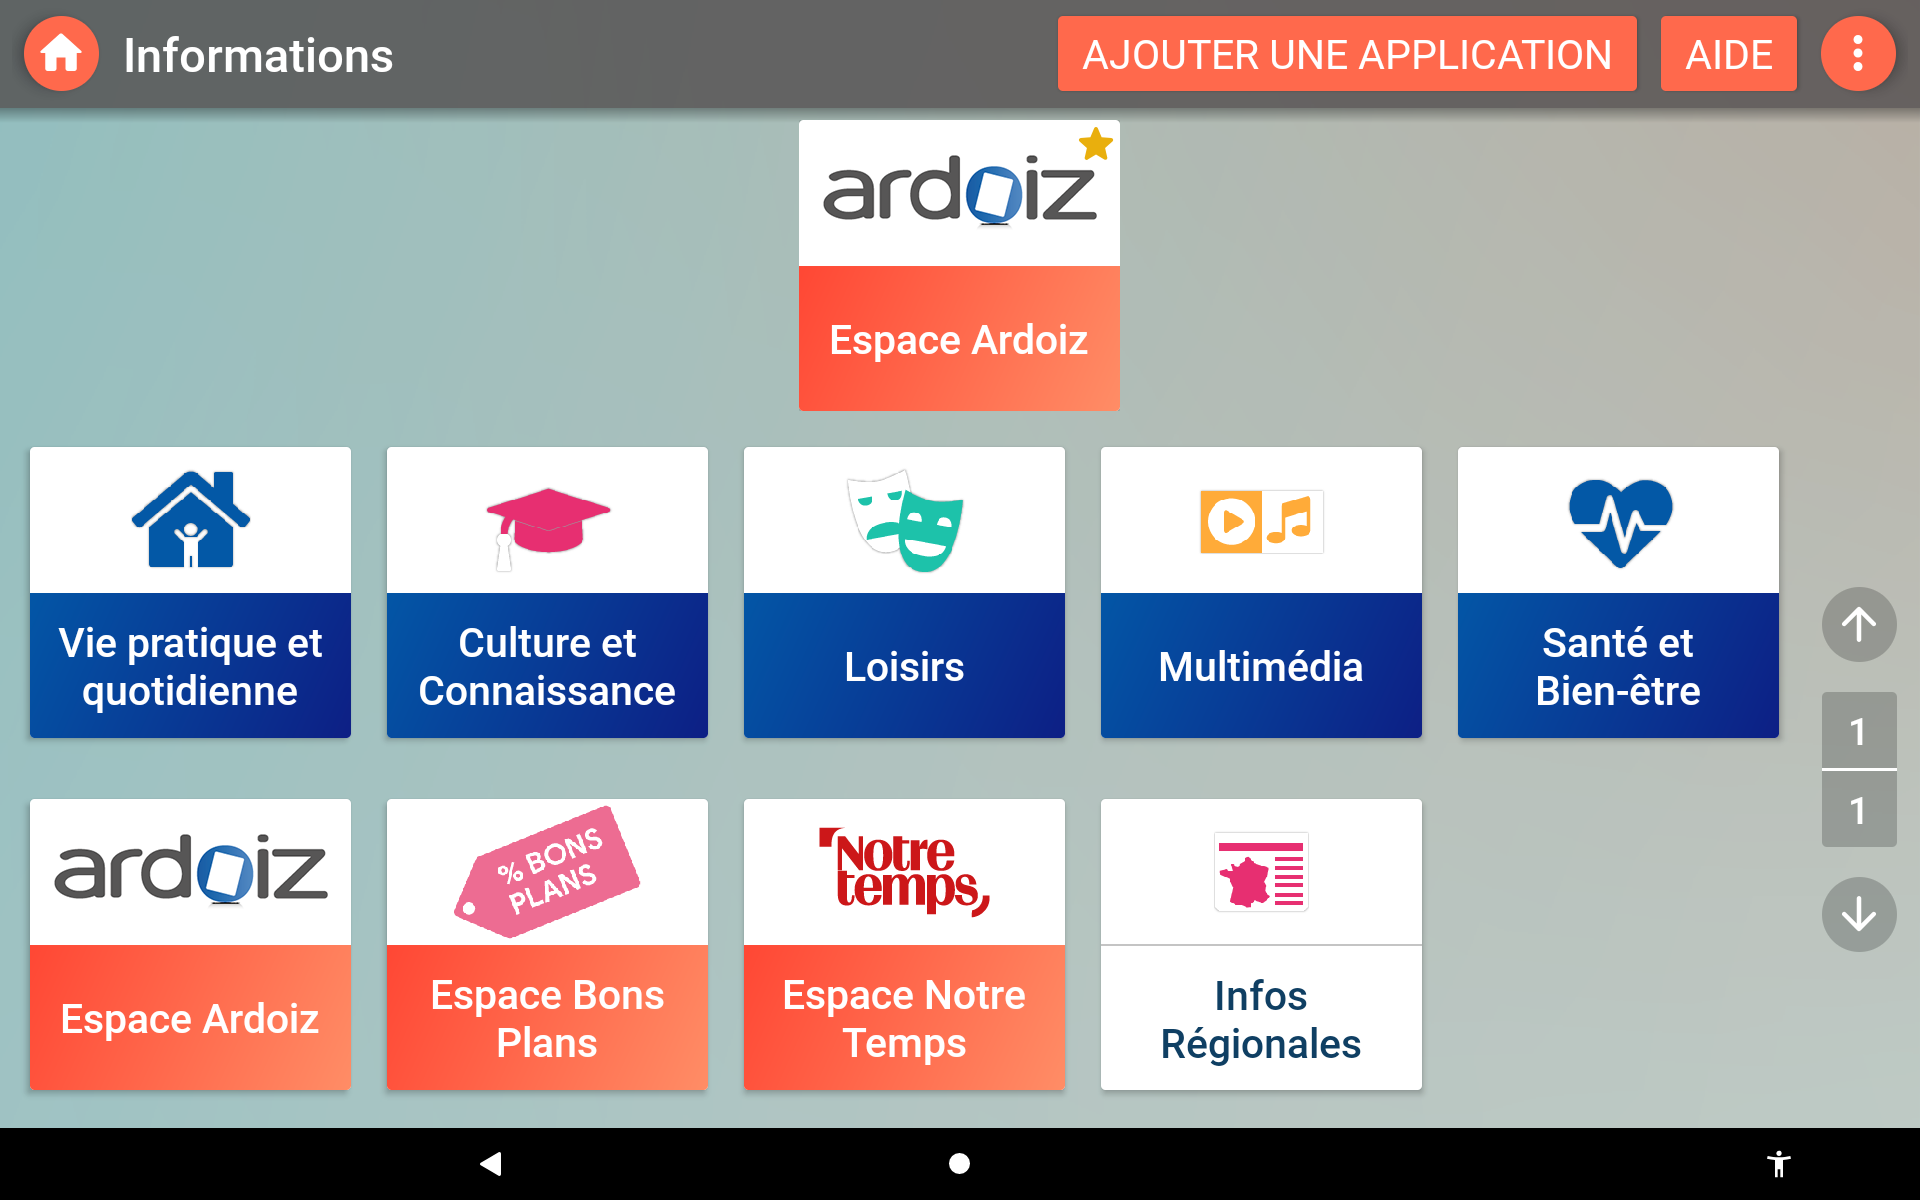 Informations
AJOUTER UNE APPLICATION
AIDE
ardoiz
Espace Ardoiz
Vie pratique et
quotidienne
Culture et
Connaissance
Loisirs
Multimédia
Santé et
Bien-être
1
1
ardoiz
Espace Ardoiz
% BONS
PLANS
Espace Bons
Plans
Notre
temps,
Espace Notre
Temps
Infos
Régionales